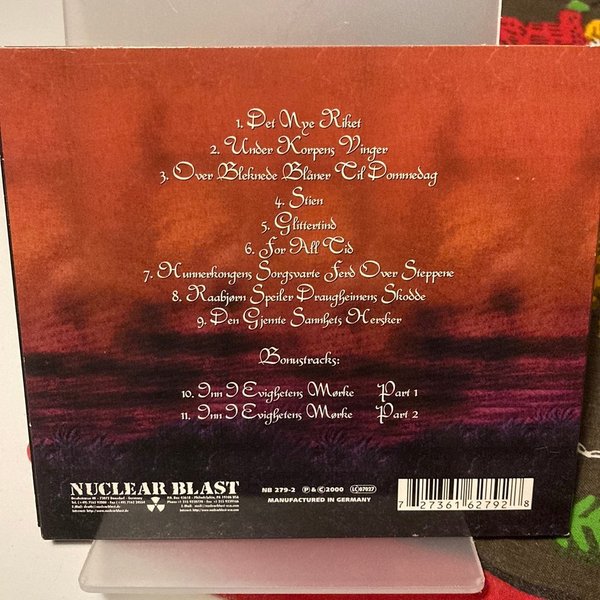 1. Det Nye Riket
2. Under Korpens Vinger
3. Over Bleknede Blåner Til Dommedag
4. Stien
5. Glittertind
6. For All Tid
7. Hunnerkongens Sorgsvarte Ferd Over Steppene
8. Raabjørn Speiler Draugheimens Skodde
9. Den Gjemte Sannhets Hersker
Bonustracks:
10. Inn I Evighetens Mørke Part 1
11. Inn I Evighetens Mørke Part 2
NUCLEAR BLAST
NB 279-2 ℗ & © 2000 LC 07027
MANUFACTURED IN GERMANY
7 27361 62792 8